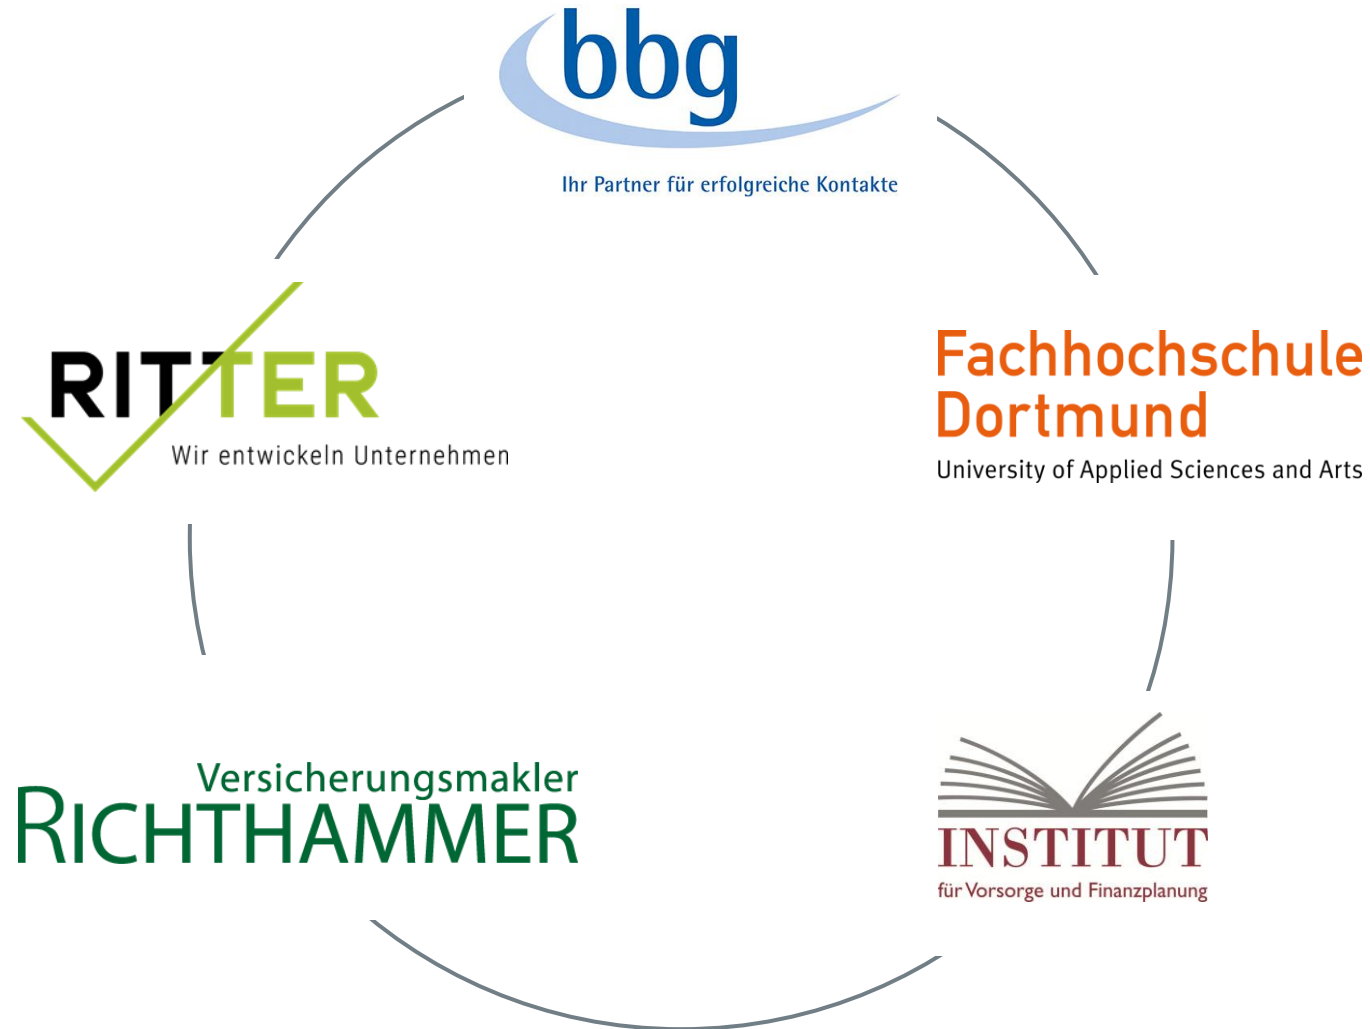 bbg
Ihr Partner für erfolgreiche Kontakte
RITTER
Wir entwickeln Unternehmen
Fachhochschule
Dortmund
University of Applied Sciences and Arts
Versicherungsmakler
RICHTHAMMER
INSTITUT
für Vorsorge und Finanzplanung